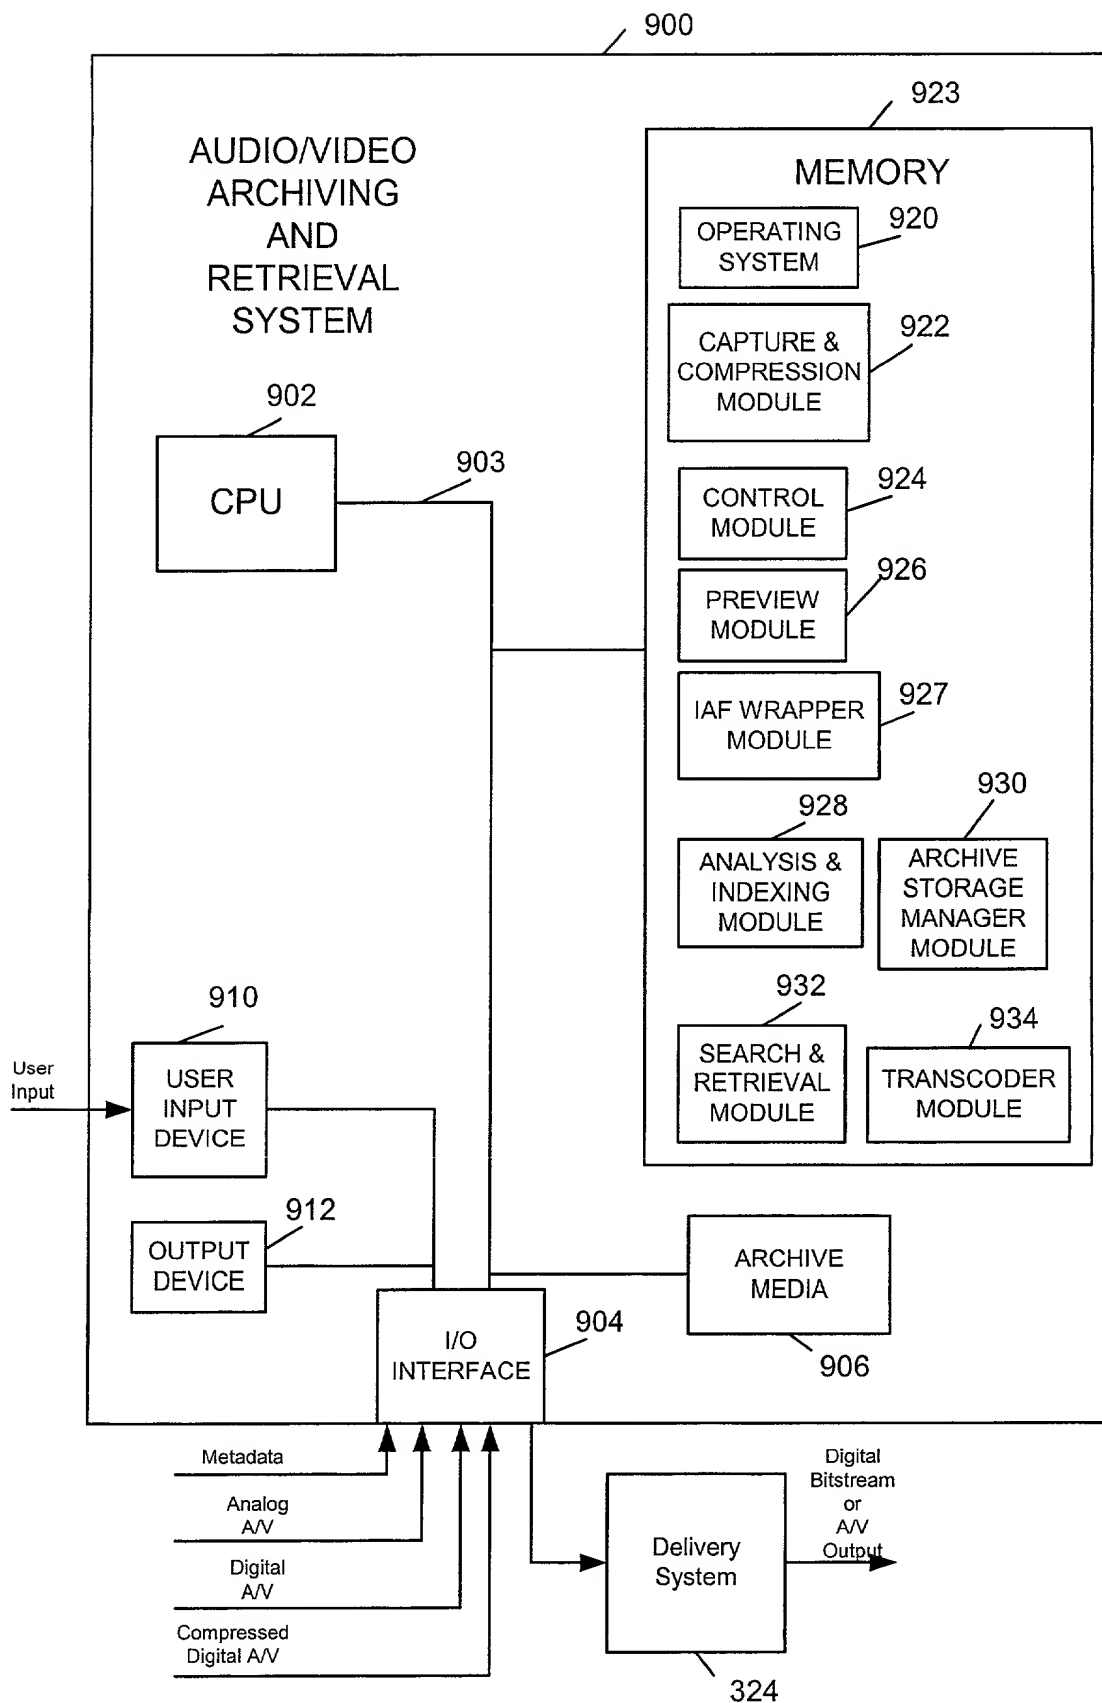 900
923
AUDIO/VIDEO
ARCHIVING
AND
RETRIEVAL
SYSTEM
MEMORY
OPERATING
SYSTEM
920
CAPTURE &
COMPRESSION
MODULE
922
902
CPU
903
CONTROL
MODULE
924
PREVIEW
MODULE
926
IAF WRAPPER
MODULE
927
928
ANALYSIS &
INDEXING
MODULE
930
ARCHIVE
STORAGE
MANAGER
MODULE
932
SEARCH &
RETRIEVAL
MODULE
934
TRANSCODER
MODULE
910
User
Input
USER
INPUT
DEVICE
912
OUTPUT
DEVICE
ARCHIVE
MEDIA
906
I/O
INTERFACE
904
Metadata
Analog
A/V
Digital
A/V
Compressed
Digital A/V
Delivery
System
324
Digital
Bitstream
or
A/V
Output